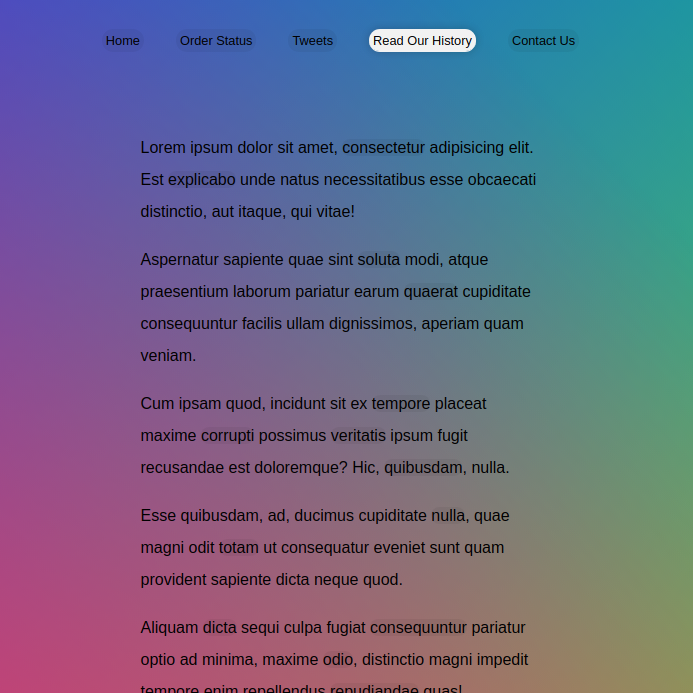 Home Order Status Tweets Read Our History Contact Us
Lorem ipsum dolor sit amet, consectetur adipisicing elit.
Est explicabo unde natus necessitatibus esse obcaecati
distinctio, aut itaque, qui vitae!
Aspernatur sapiente quae sint soluta modi, atque
praesentium laborum pariatur earum quaerat cupiditate
consequuntur facilis ullam dignissimos, aperiam quam
veniam.
Cum ipsam quod, incidunt sit ex tempore placeat
maxime corrupti possimus veritatis ipsum fugit
recusandae est doloremque? Hic, quibusdam, nulla.
Esse quibusdam, ad, ducimus cupiditate nulla, quae
magni odit totam ut consequatur eveniet sunt quam
provident sapiente dicta neque quod.
Aliquam dicta sequi culpa fugiat consequuntur pariatur
optio ad minima, maxime odio, distinctio magni impedit
tempore enim repellendus repudiandae quas!